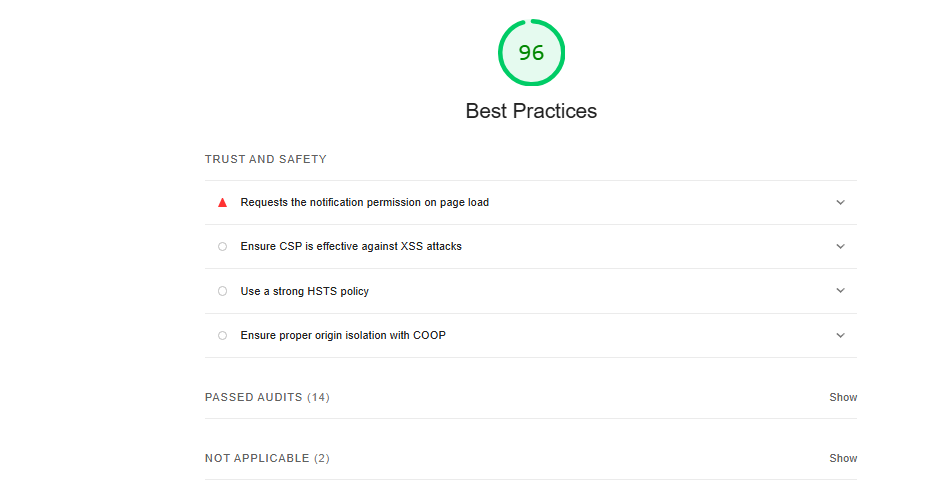 96
Best Practices
TRUST AND SAFETY
Requests the notification permission on page load
Ensure CSP is effective against XSS attacks
Use a strong HSTS policy
Ensure proper origin isolation with COOP
PASSED AUDITS (14) Show
NOT APPLICABLE (2) Show